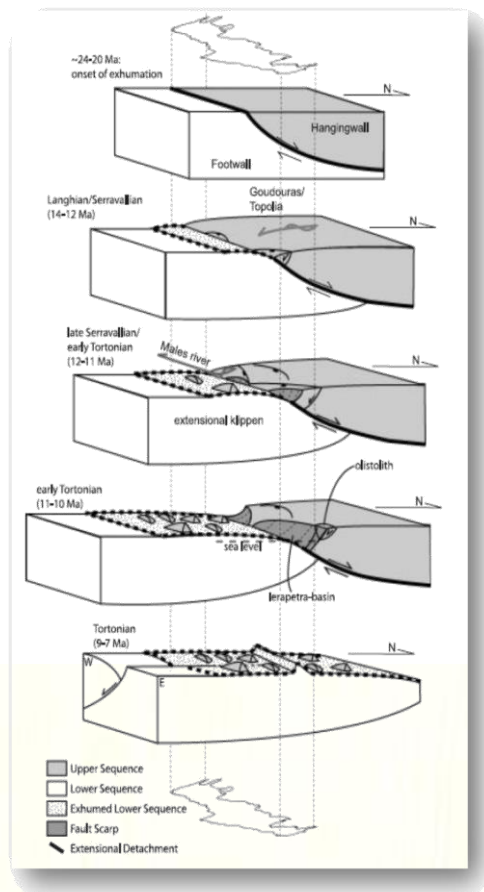 ~24-20 Ma:
onset of exhumation
N
Hangingwall
Footwall
Langhian/Serravallian
(14-12 Ma)
Goudouras/
Topolia
N
late Serravallian/
early Tortonian
(12-11 Ma)
Males river
N
extensional klippen
early Tortonian
(11-10 Ma)
olistolith
N
sea level
Ierapetra-basin
Tortonian
(9-7 Ma)
N
W
E
Upper Sequence
Lower Sequence
Exhumed Lower Sequence
Fault Scarp
Extensional Detachment